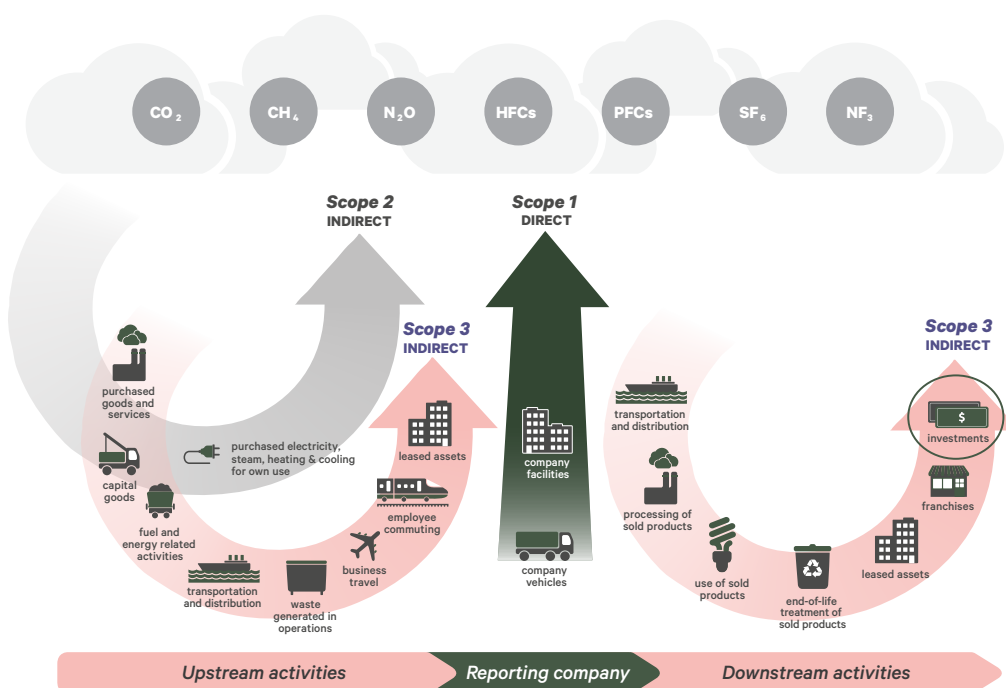 CO₂
CH₄
N₂O
HFCs
PFCs
SF₆
NF₃
Scope 2
INDIRECT
Scope 1
DIRECT
Scope 3
INDIRECT
Scope 3
INDIRECT
purchased
goods and
services
capital
goods
fuel and
energy related
activities
transportation
and distribution
waste
generated in
operations
business
travel
employee
commuting
leased assets
purchased electricity,
steam, heating & cooling
for own use
company
facilities
company
vehicles
transportation
and distribution
processing of
sold products
use of sold
products
end-of-life
treatment of
sold products
leased assets
franchises
$
investments
Upstream activities
Reporting company
Downstream activities